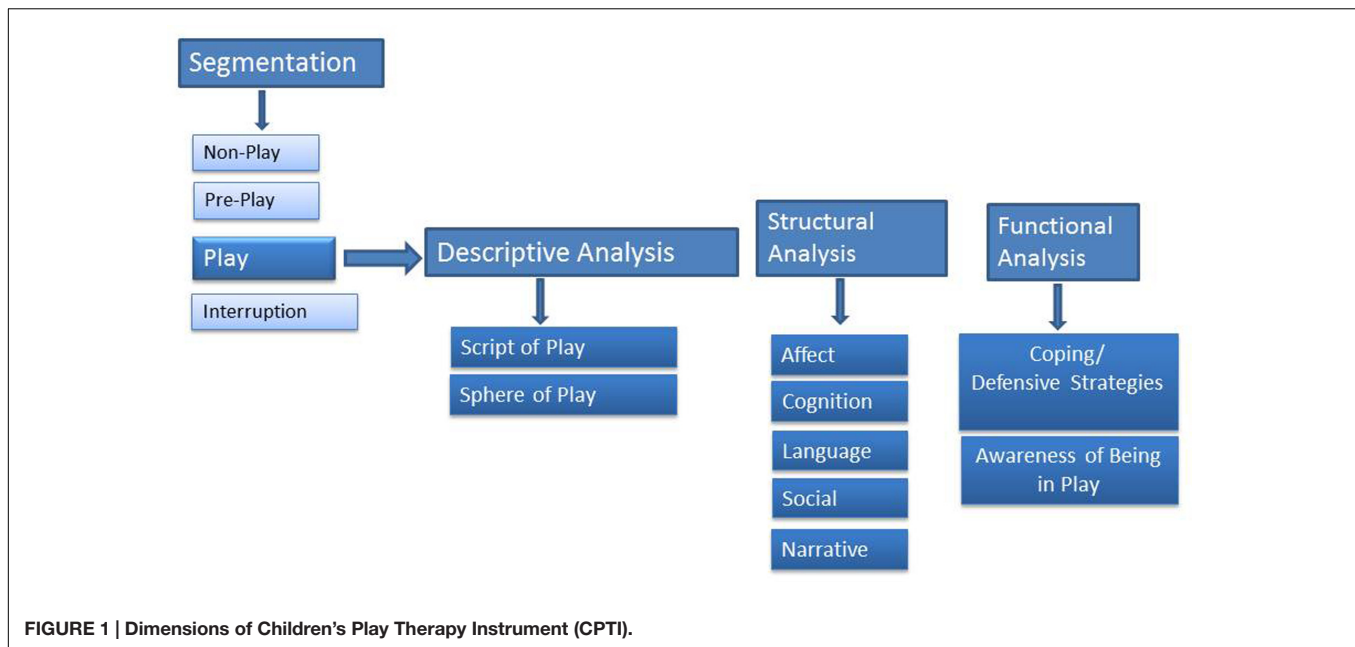 Segmentation
Non-Play
Pre-Play
Play
Interruption
Descriptive Analysis
Script of Play
Sphere of Play
Structural
Analysis
Affect
Cognition
Language
Social
Narrative
Functional
Analysis
Coping/
Defensive Strategies
Awareness of Being
in Play
FIGURE 1 | Dimensions of Children’s Play Therapy Instrument (CPTI).